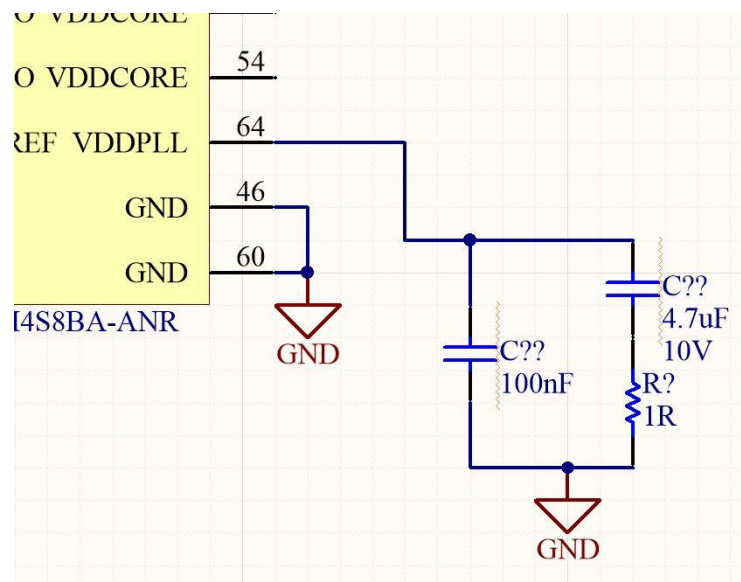 O VDDCORE
54
O VDDCORE
64
REF VDDPLL
46
GND
60
GND
I4S8BA-ANR
GND
C??
4.7uF
10V
C??
100nF
R?
1R
GND